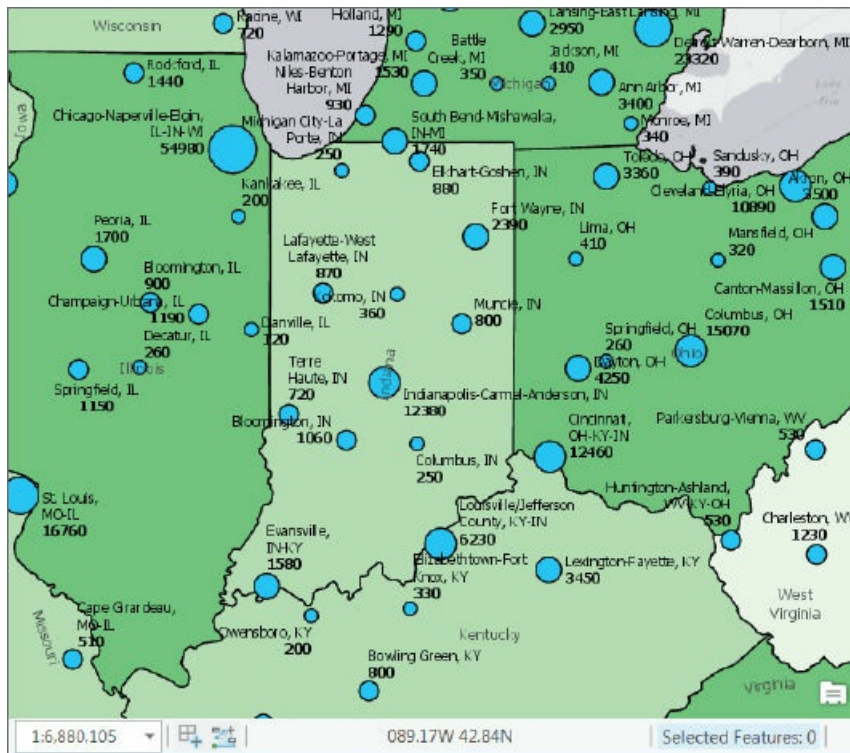 Racine, WI
720
Wisconsin
Holland, MI
1290
Lansing-East Lansing, MI
2950
Detroit-Warren-Dearborn, MI
23320
Rockford, IL
1440
Kalamazoo-Portage, MI
1530
Niles-Benton
Harbor, MI
930
Battle
Creek, MI
350
Jackson, MI
410
Michigan
Ann Arbor, MI
3400
Monroe, MI
340
Iowa
Chicago-Naperville-Elgin,
IL-IN-WI
54980
Michigan City-La
Porte, IN
250
South Bend-Mishawaka,
IN-MI
1740
Elkhart-Goshen, IN
880
Toledo, OH
3360
Sandusky, OH
390
Cleveland-Elyria, OH
10890
Akron, OH
3500
Kankakee, IL
200
Peoria, IL
1700
Fort Wayne, IN
2390
Lima, OH
410
Mansfield, OH
320
Lafayette-West
Lafayette, IN
870
Bloomington, IL
900
Champaign-Urbana, IL
1190
Kokomo, IN
360
Muncie, IN
800
Canton-Massillon, OH
1510
Columbus, OH
15070
Ohio
Danville, IL
120
Decatur, IL
260
Illinois
Springfield, IL
1150
Springfield, OH
260
Dayton, OH
4250
Terre
Haute, IN
720
Indiana
Indianapolis-Carmel-Anderson, IN
12380
Bloomington, IN
1060
Columbus, IN
250
Cincinnati,
OH-KY-IN
12460
Parkersburg-Vienna, WV
530
Huntington-Ashland,
WV-KY-OH
530
Charleston, WV
1230
West
Virginia
St. Louis,
MO-IL
16760
Evansville,
IN-KY
1580
Louisville/Jefferson
County, KY-IN
6230
Elizabethtown-Fort
Knox, KY
330
Lexington-Fayette, KY
3450
Cape Girardeau,
MO-IL
510
Missouri
Owensboro, KY
200
Kentucky
Bowling Green, KY
800
Virginia
1:6,880,105
089.17W 42.84N
Selected Features: 0